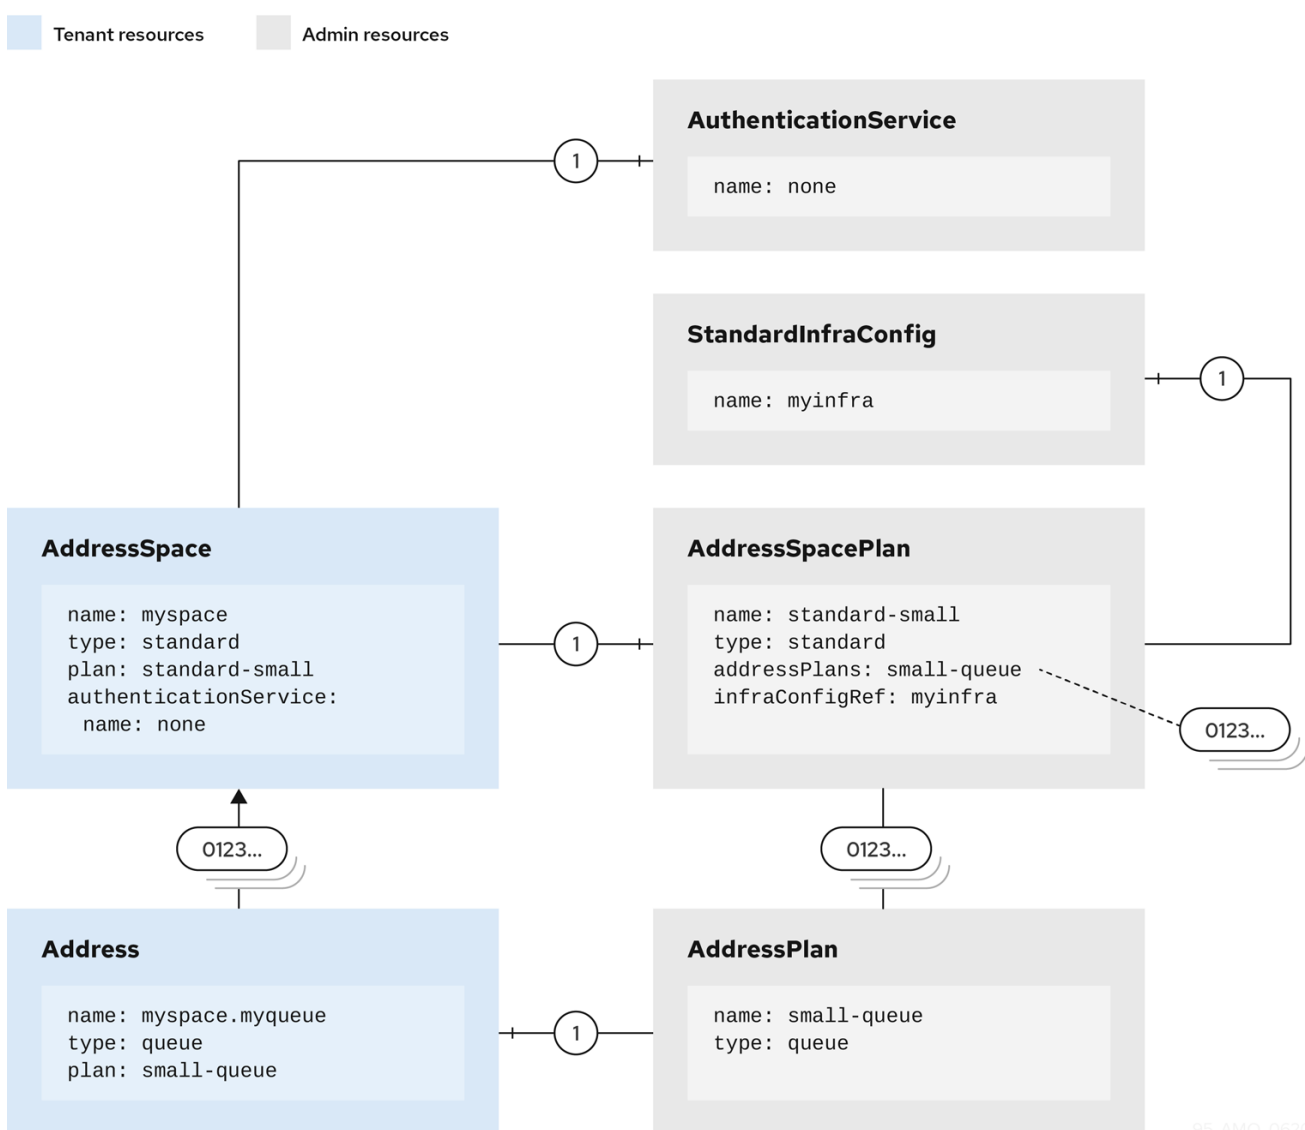 Tenant resources
Admin resources
AuthenticationService
1
name: none
StandardInfraConfig
1
name: myinfra
AddressSpace
name: myspace
type: standard
plan: standard-small
authenticationService:
name: none
1
AddressSpacePlan
name: standard-small
type: standard
addressPlans: small-queue
infraConfigRef: myinfra
0123...
0123...
0123...
Address
name: myspace.myqueue
type: queue
plan: small-queue
1
AddressPlan
name: small-queue
type: queue